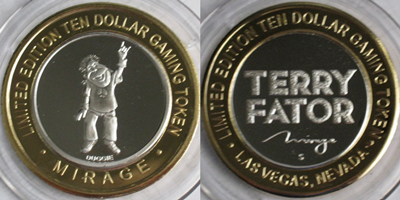 LIMITED EDITION TEN DOLLAR GAMING TOKEN
DUGGIE
• MIRAGE •
LIMITED EDITION TEN DOLLAR GAMING TOKEN
TERRY
FATOR
mirage
S
• LAS VEGAS, NEVADA •